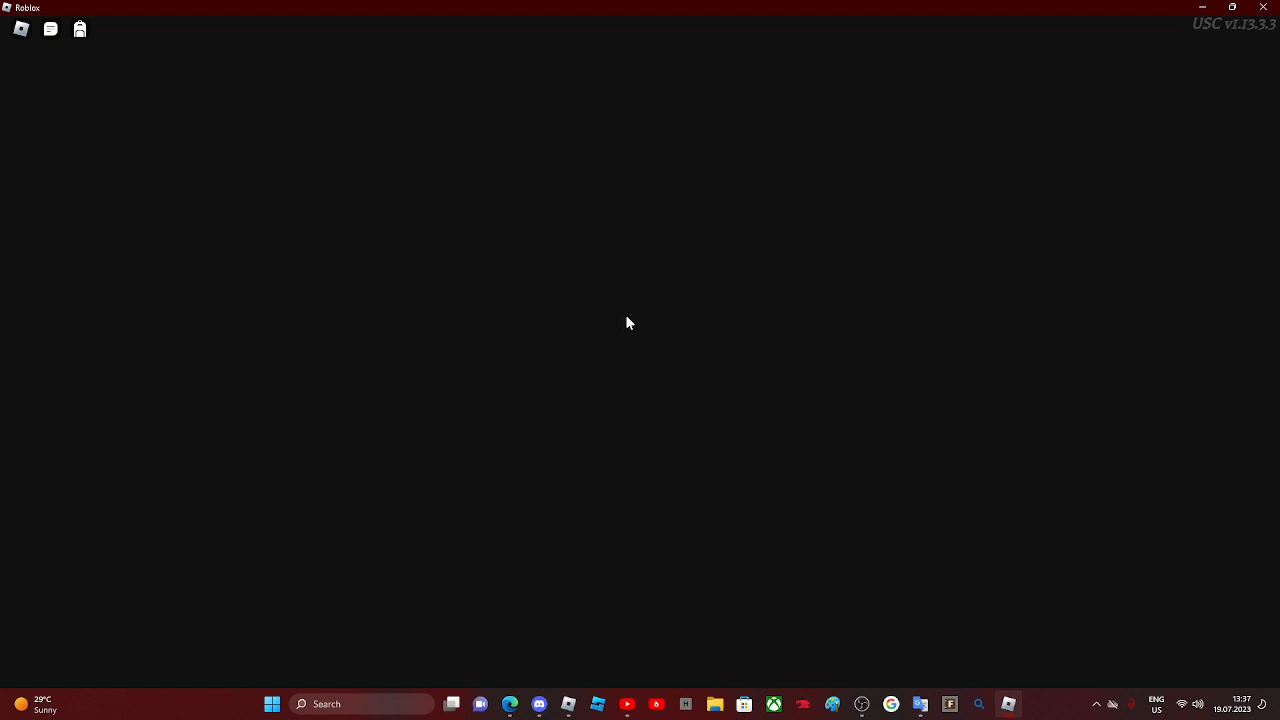 Roblox
USC v1.13.3.3
29°C
Sunny
Search
H
F
ENG
US
13:37
19.07.2023